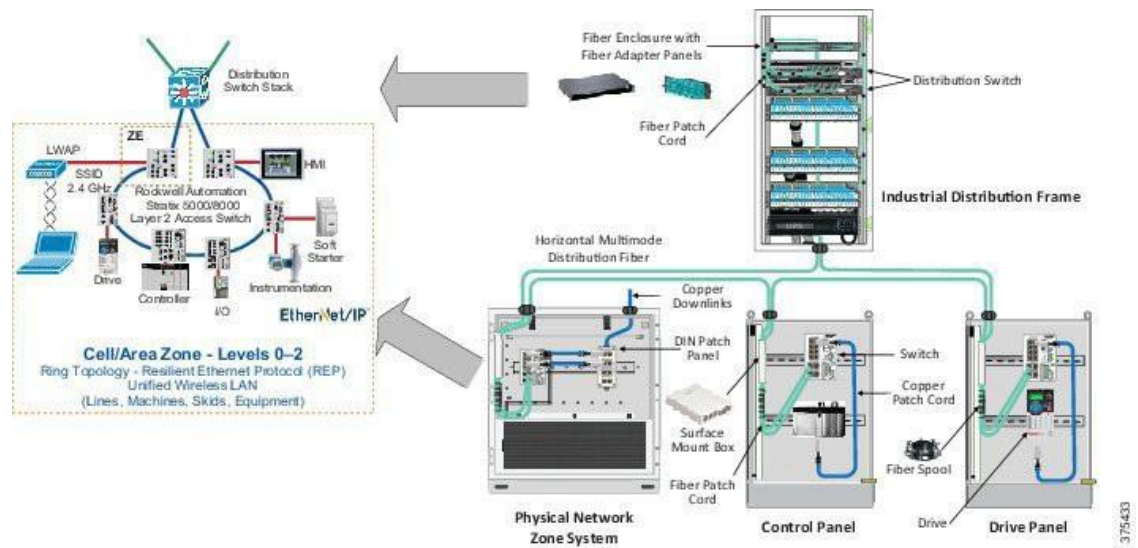 Distribution
Switch Stack
ZE
LWAP
SSID
2.4 GHz
HMI
Rockwell Automation
Stratix 5000/8000
Layer 2 Access Switch
Soft
Starter
Drive
Controller
I/O
Instrumentation
EtherNet/IP
Cell/Area Zone - Levels 0–2
Ring Topology - Resilient Ethernet Protocol (REP)
Unified Wireless LAN
(Lines, Machines, Skids, Equipment)
Fiber Enclosure with
Fiber Adapter Panels
Fiber Patch
Cord
Distribution Switch
UPS
Industrial Distribution Frame
Horizontal Multimode
Distribution Fiber
Copper
Downlinks
DIN Patch
Panel
Surface
Mount Box
Fiber Patch
Cord
Switch
Copper
Patch Cord
Fiber Spool
Drive
Physical Network
Zone System
Control Panel
Drive Panel
375433